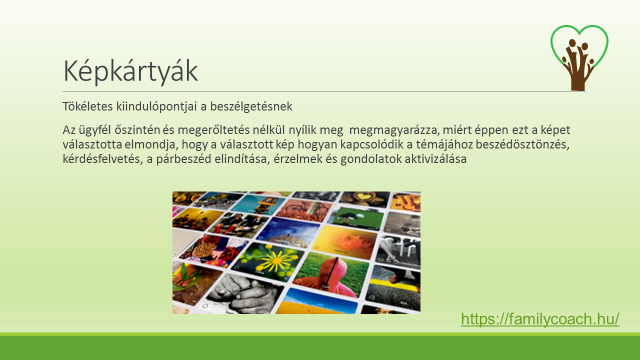 Képkártyák
Tökéletes kiindulópontjai a beszélgetésnek
Az ügyfél őszintén és megerőltetés nélkül nyílik meg  megmagyarázza, miért éppen ezt a képet
választotta elmondja, hogy a választott kép hogyan kapcsolódik a témájához beszédösztönzés,
kérdésfelvetés, a párbeszéd elindítása, érzelmek és gondolatok aktivizálása
https://familycoach.hu/